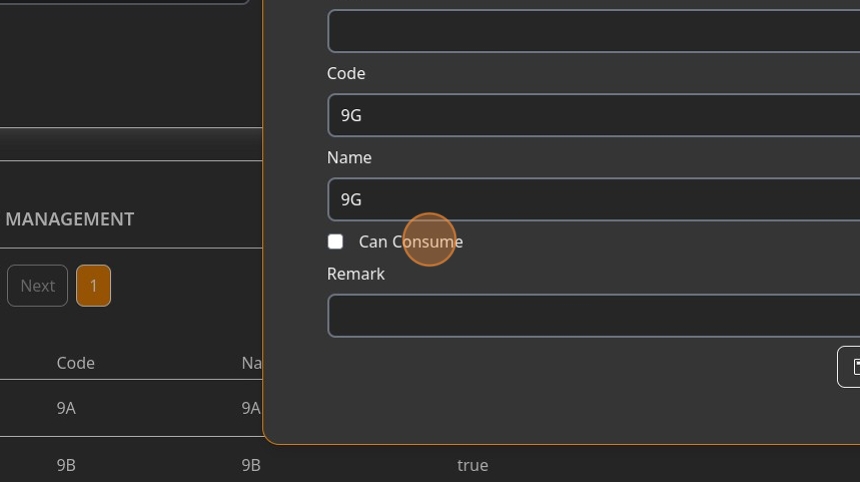 Code
9G
Name
9G
Can Consume
Remark
MANAGEMENT
Next 1
Code Na
9A 9A
9B 9B true